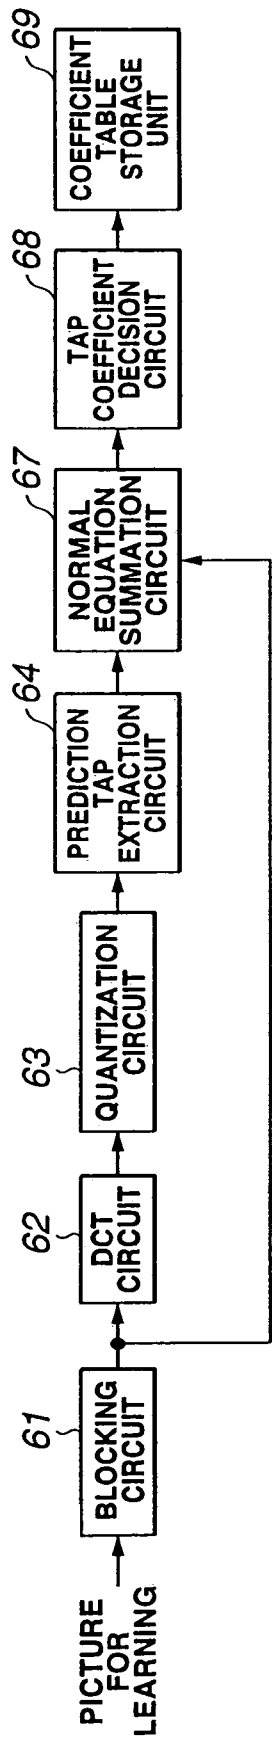 PICTURE
FOR
LEARNING
61
BLOCKING
CIRCUIT
62
DCT
CIRCUIT
63
QUANTIZATION
CIRCUIT
64
PREDICTION
TAP
EXTRACTION
CIRCUIT
67
NORMAL
EQUATION
SUMMATION
CIRCUIT
68
TAP
COEFFICIENT
DECISION
CIRCUIT
69
COEFFICIENT
TABLE
STORAGE
UNIT